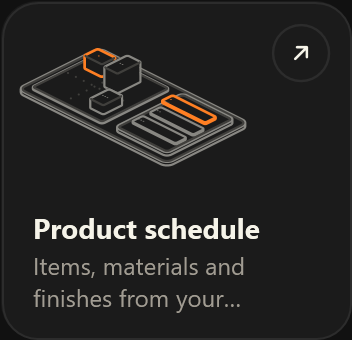 Product schedule
Items, materials and
finishes from your...